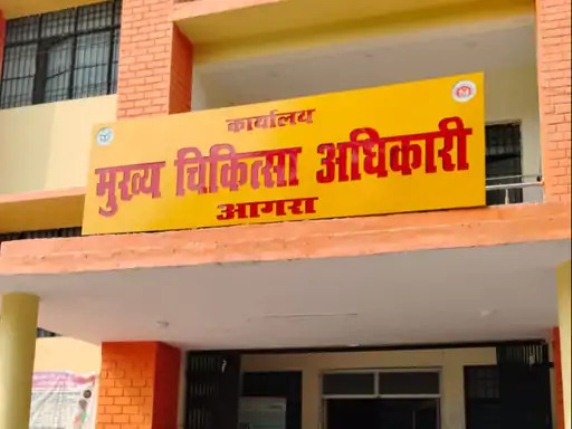 कार्यालय
मुख्य चिकित्सा अधिकारी
आगरा